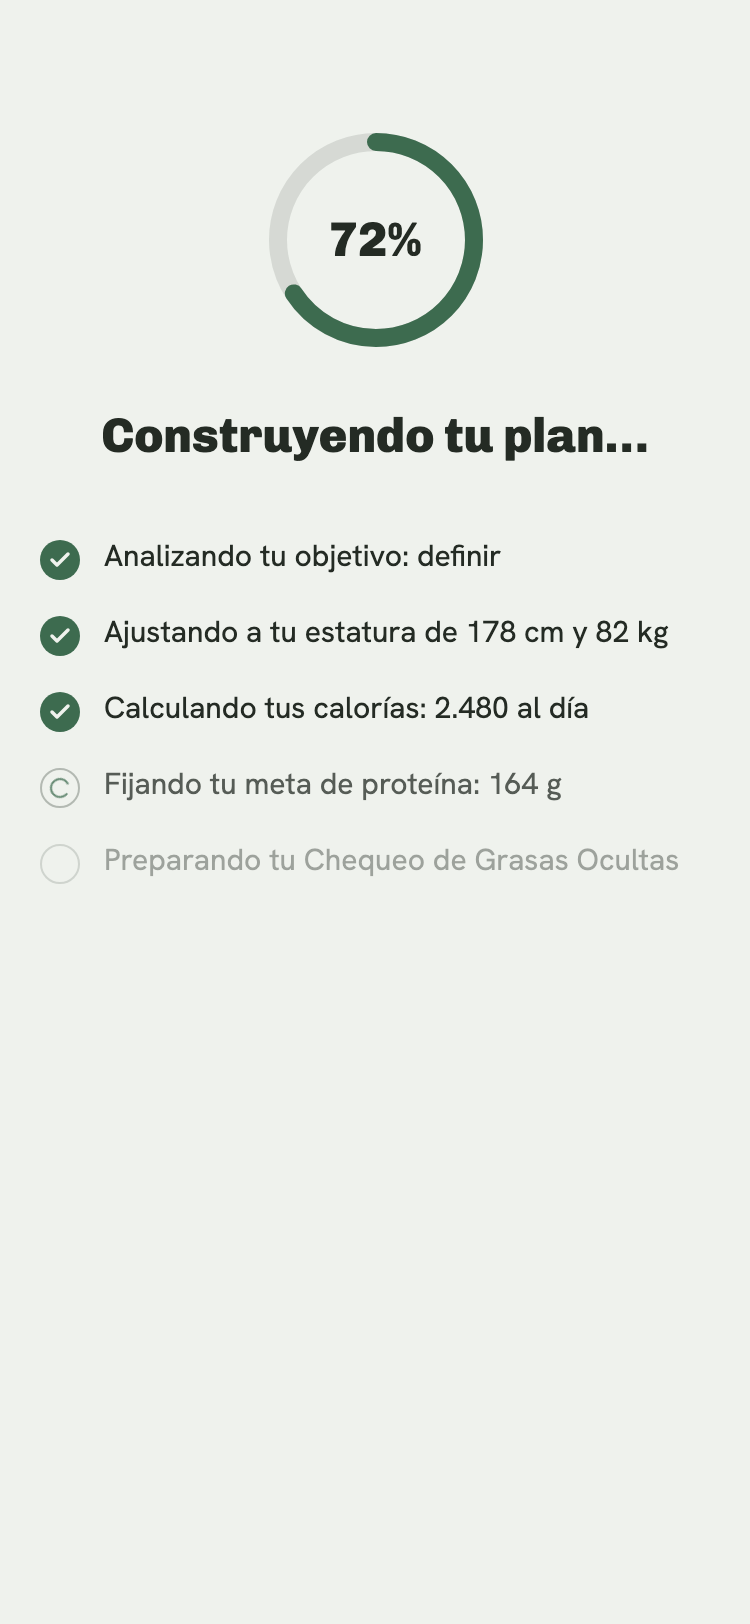 72%
Construyendo tu plan...
Analizando tu objetivo: definir
Ajustando a tu estatura de 178 cm y 82 kg
Calculando tus calorías: 2.480 al día
Fijando tu meta de proteína: 164 g
Preparando tu Chequeo de Grasas Ocultas